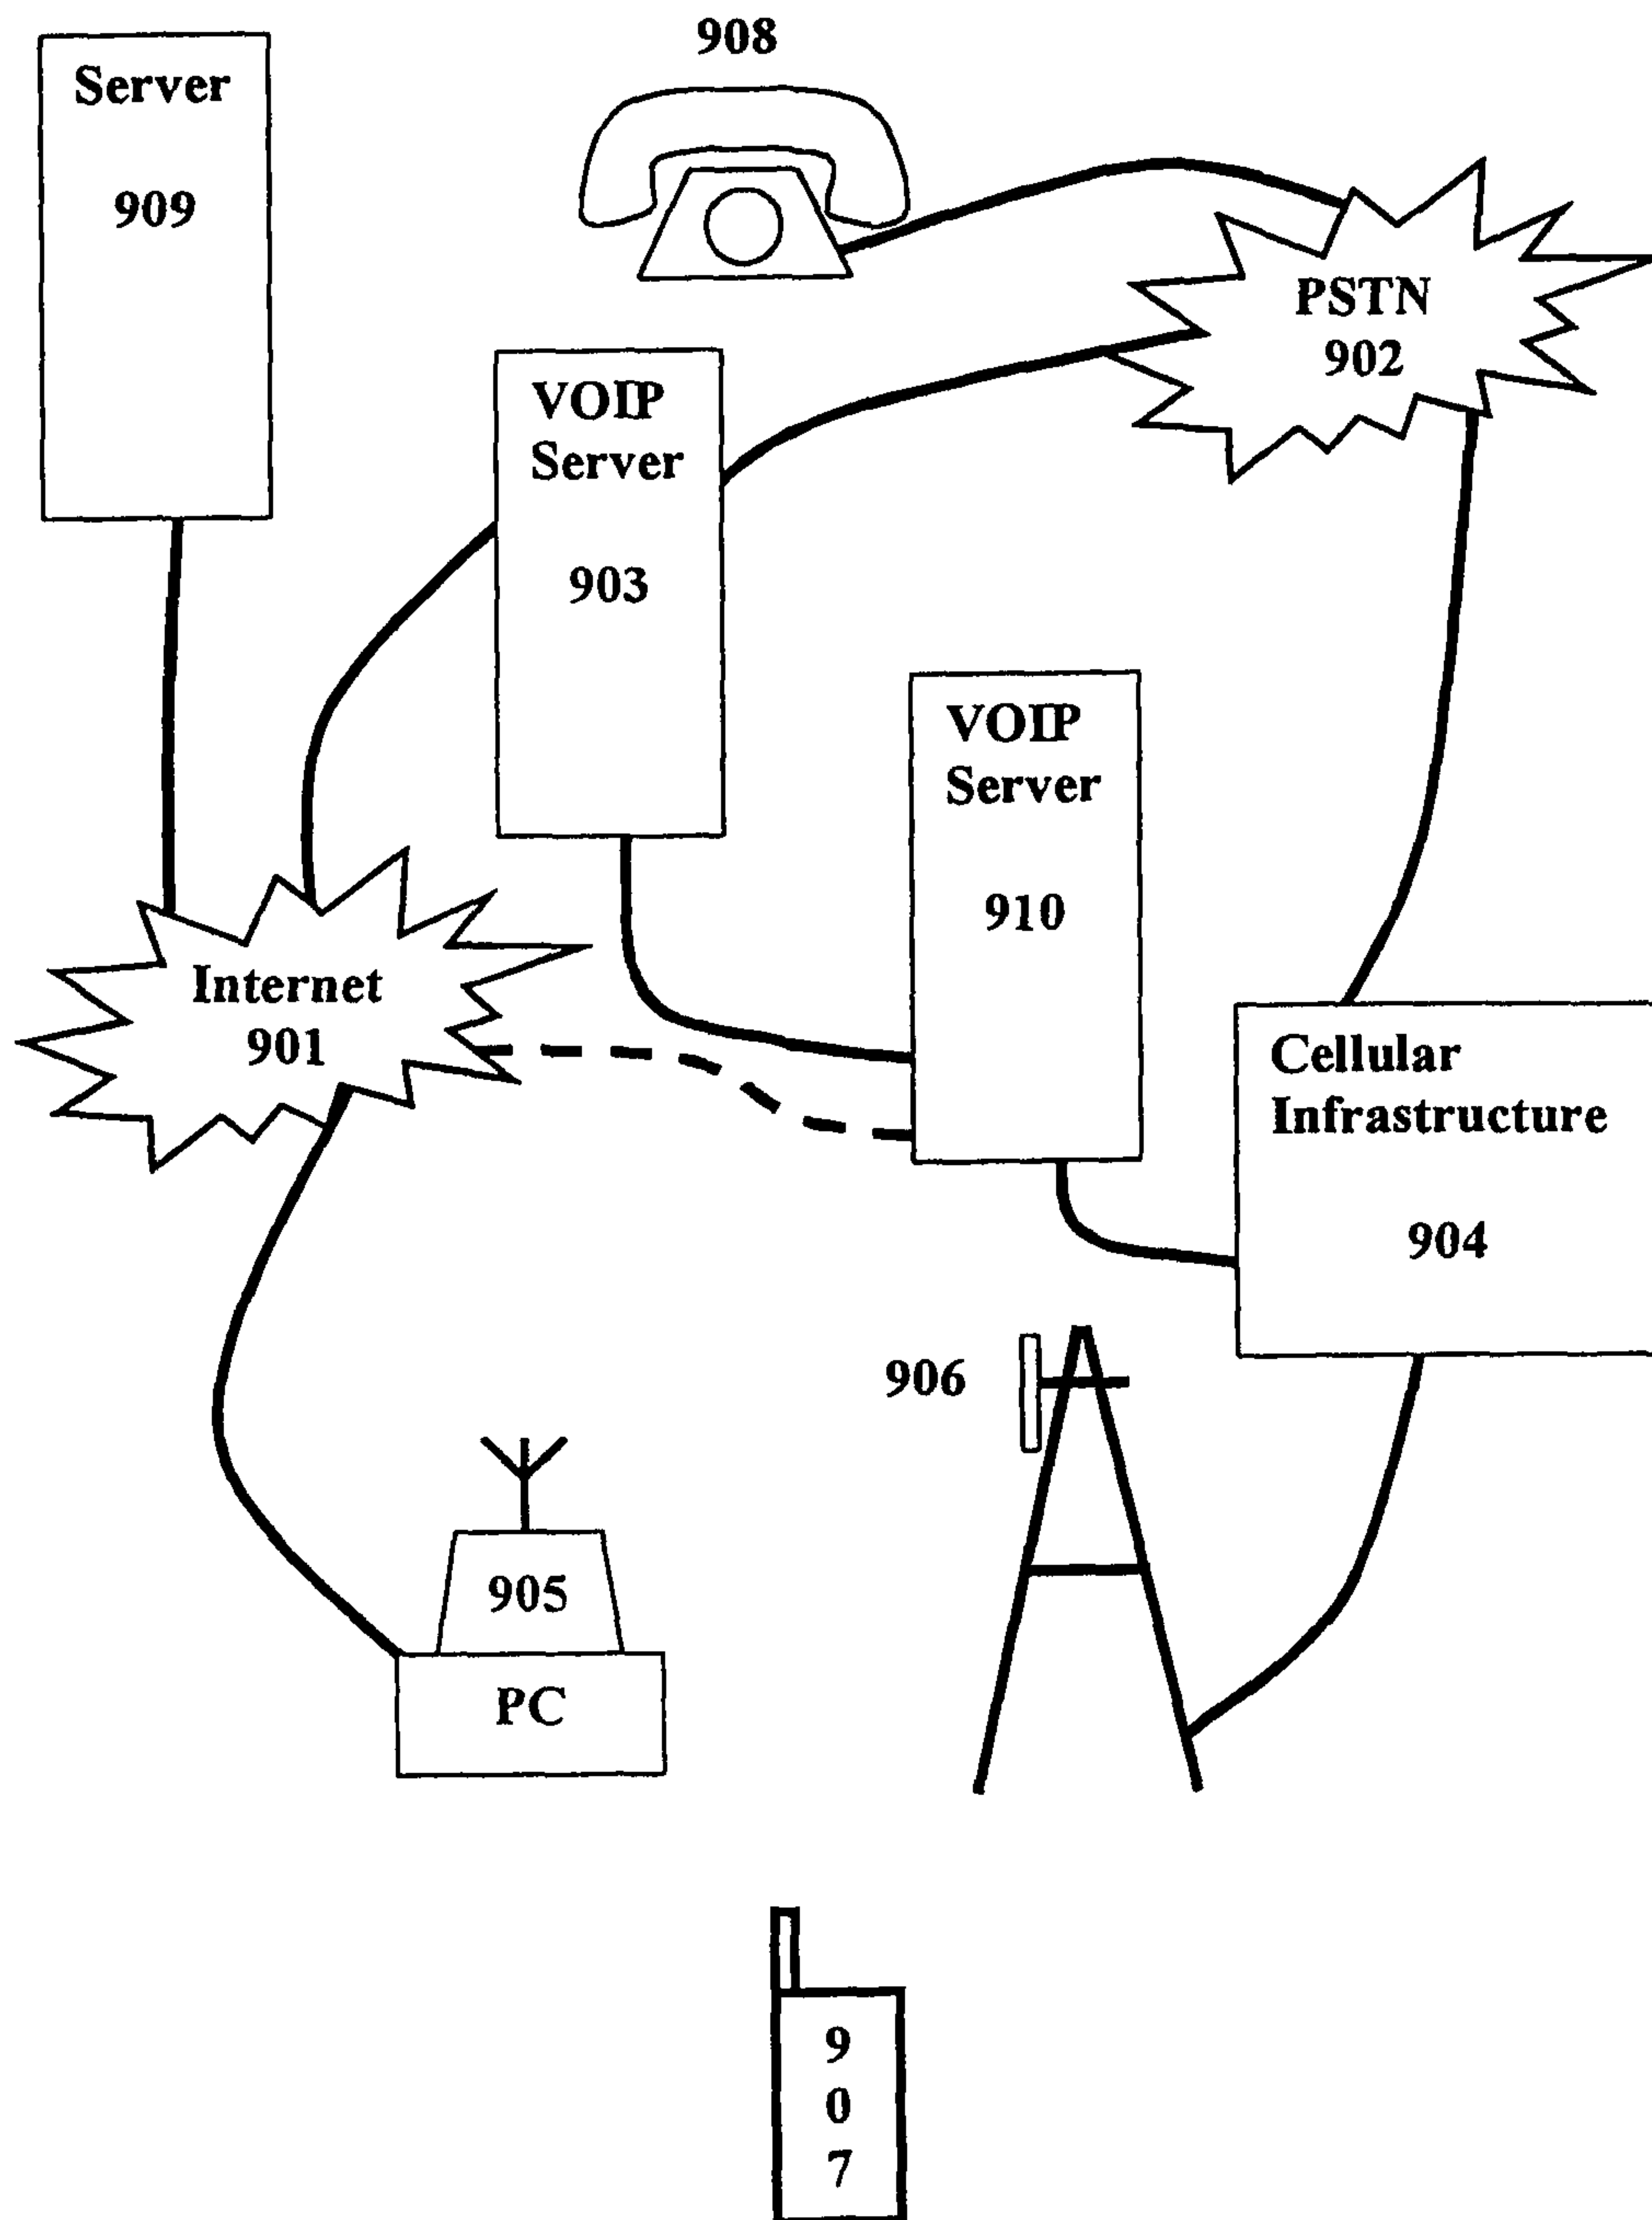 908
Server
909
PSTN
902
VOIP
Server
903
VOIP
Server
910
Internet
901
Cellular
Infrastructure
904
906
905
PC
9
0
7